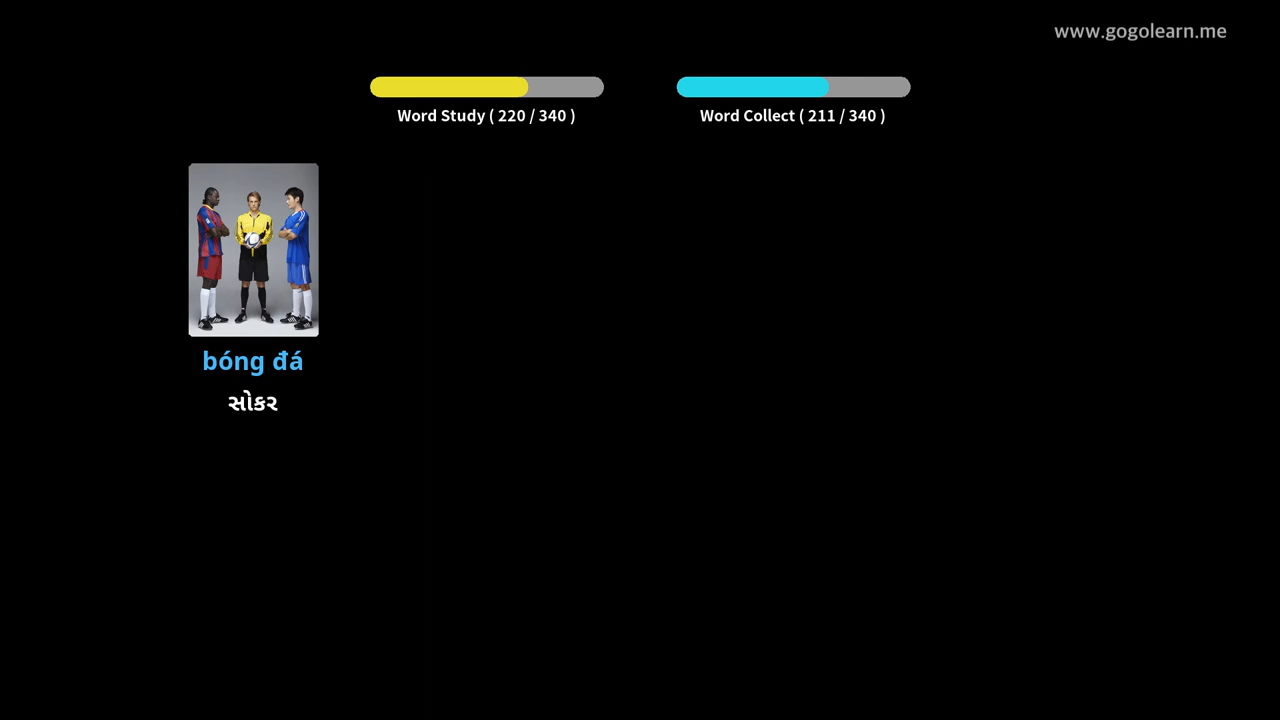 www.gogolearn.me
Word Study ( 220 / 340 )
Word Collect ( 211 / 340 )
bóng đá
સોકર